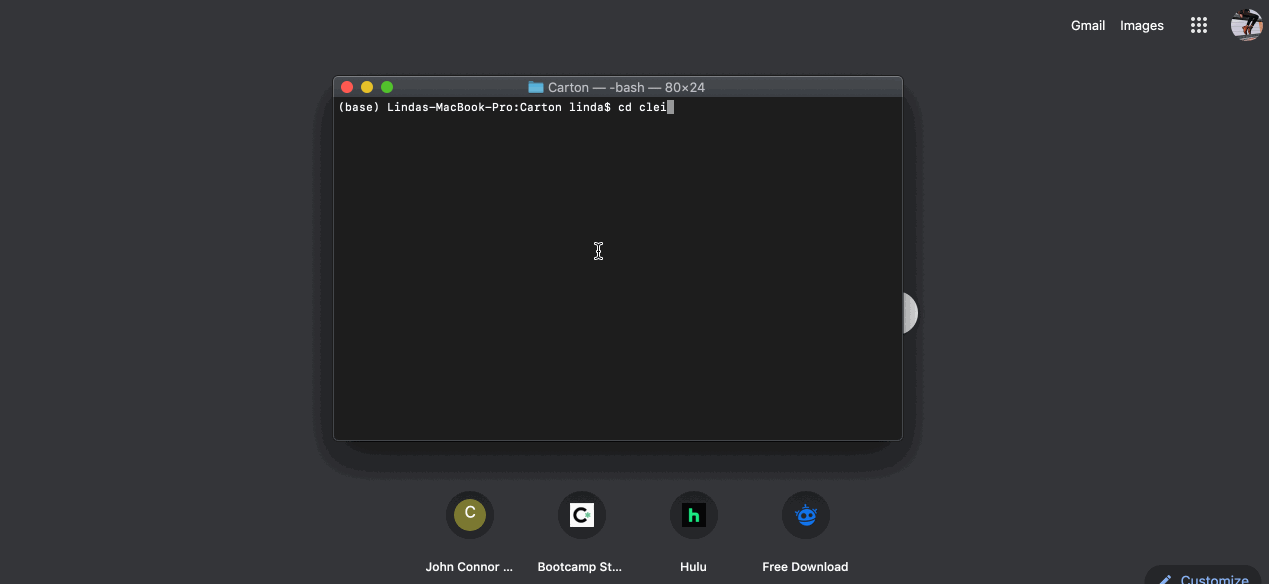 Gmail Images
Carton — -bash — 80×24
(base) Lindas-MacBook-Pro:Carton linda$ cd clei
C
C
h
John Connor ...
Bootcamp St...
Hulu
Free Download
Customize